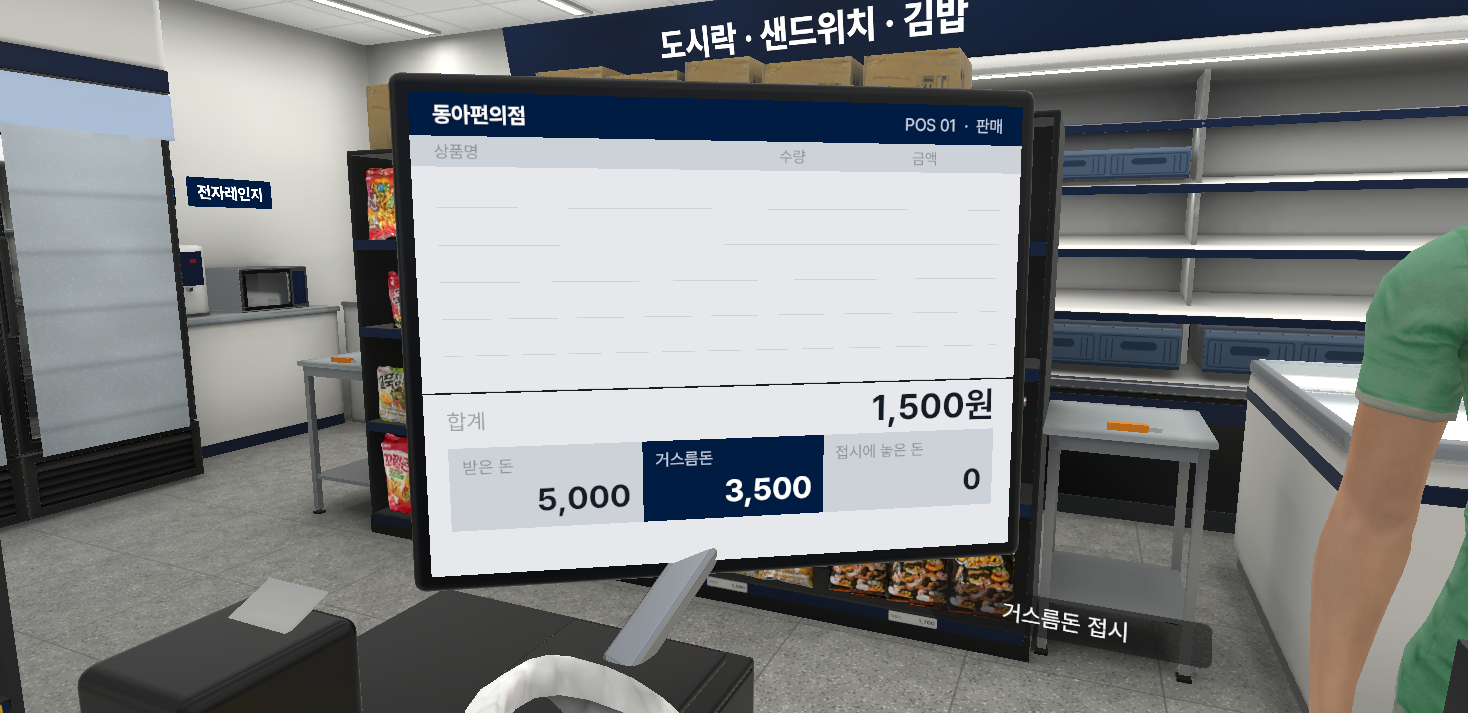 도시락 · 샌드위치 · 김밥
동아편의점
POS 01 · 판매
상품명 수량 금액
전자레인지
합계 1,500원
받은 돈 거스름돈 접시에 놓은 돈
5,000 3,500 0
거스름돈 접시